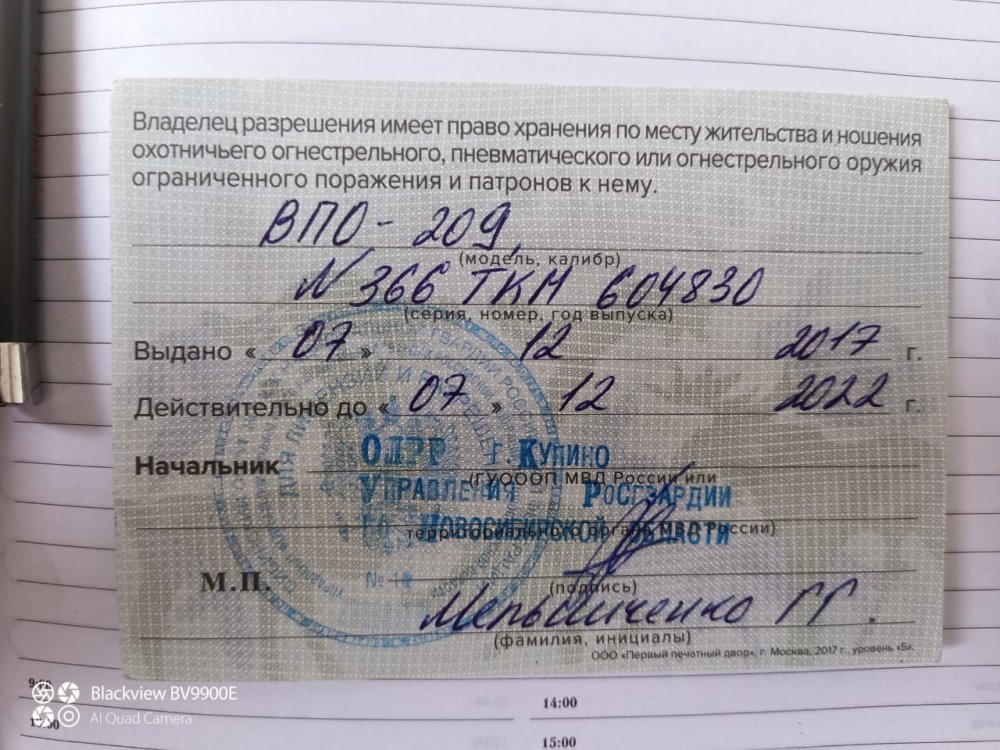 Владелец разрешения имеет право хранения по месту жительства и ношения
охотничьего огнестрельного, пневматического или огнестрельного оружия
ограниченного поражения и патронов к нему.
ВПО - 209,
(модель, калибр)
N 366 ТКМ 604830
(серия, номер, год выпуска)
Выдано « 07 » 12 2017 г.
Действительно до « 07 » 12 2022 г.
Начальник ОЛРР г. Купино
(ГУОООП МВД России или
Управления Росгвардии
территориального органа МВД России)
по Новосибирской области
М.П.
(подпись)
Мельниченко Г Г.
(фамилия, инициалы)
ООО «Первый печатный двор», г. Москва, 2017 г., уровень «Б».
Blackview BV9900E
AI Quad Camera
14:00
15:00